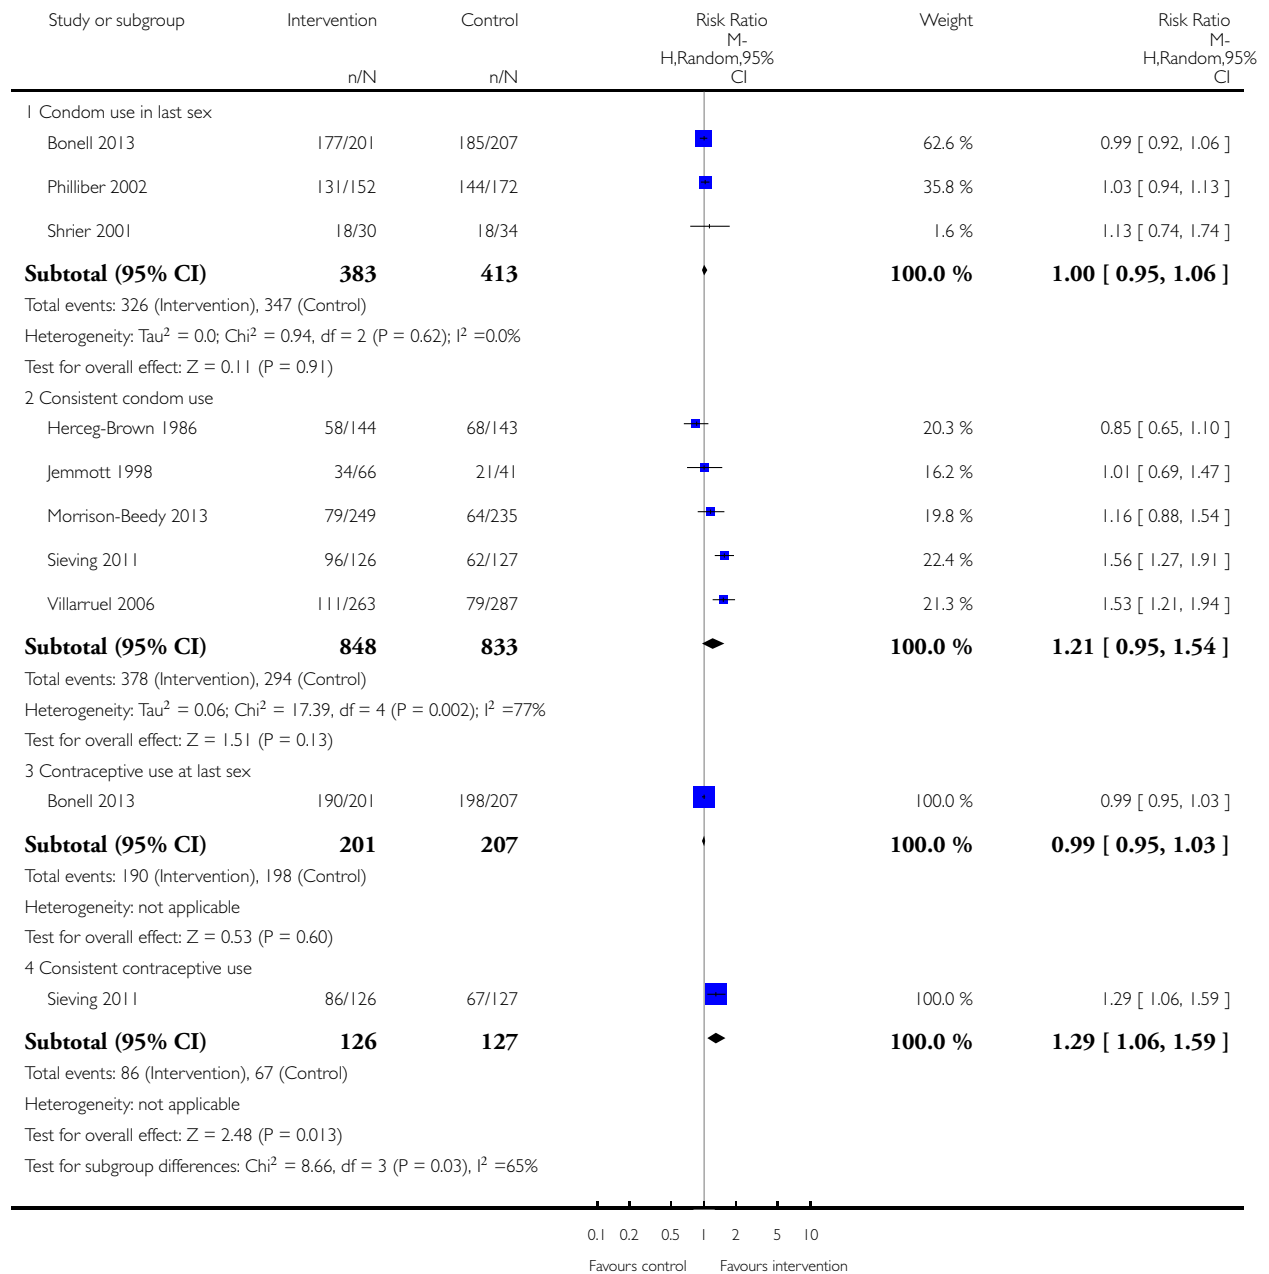 Study or subgroup Intervention Control Risk Ratio Weight Risk Ratio
M- M-
H,Random,95% H,Random,95%
n/N n/N CI CI
1 Condom use in last sex
Bonell 2013 177/201 185/207 62.6 % 0.99 [ 0.92, 1.06 ]
Philliber 2002 131/152 144/172 35.8 % 1.03 [ 0.94, 1.13 ]
Shrier 2001 18/30 18/34 1.6 % 1.13 [ 0.74, 1.74 ]
Subtotal (95% CI) 383 413 100.0 % 1.00 [ 0.95, 1.06 ]
Total events: 326 (Intervention), 347 (Control)
Heterogeneity: Tau² = 0.0; Chi² = 0.94, df = 2 (P = 0.62); I² =0.0%
Test for overall effect: Z = 0.11 (P = 0.91)
2 Consistent condom use
Herceg-Brown 1986 58/144 68/143 20.3 % 0.85 [ 0.65, 1.10 ]
Jemmott 1998 34/66 21/41 16.2 % 1.01 [ 0.69, 1.47 ]
Morrison-Beedy 2013 79/249 64/235 19.8 % 1.16 [ 0.88, 1.54 ]
Sieving 2011 96/126 62/127 22.4 % 1.56 [ 1.27, 1.91 ]
Villarruel 2006 111/263 79/287 21.3 % 1.53 [ 1.21, 1.94 ]
Subtotal (95% CI) 848 833 100.0 % 1.21 [ 0.95, 1.54 ]
Total events: 378 (Intervention), 294 (Control)
Heterogeneity: Tau² = 0.06; Chi² = 17.39, df = 4 (P = 0.002); I² =77%
Test for overall effect: Z = 1.51 (P = 0.13)
3 Contraceptive use at last sex
Bonell 2013 190/201 198/207 100.0 % 0.99 [ 0.95, 1.03 ]
Subtotal (95% CI) 201 207 100.0 % 0.99 [ 0.95, 1.03 ]
Total events: 190 (Intervention), 198 (Control)
Heterogeneity: not applicable
Test for overall effect: Z = 0.53 (P = 0.60)
4 Consistent contraceptive use
Sieving 2011 86/126 67/127 100.0 % 1.29 [ 1.06, 1.59 ]
Subtotal (95% CI) 126 127 100.0 % 1.29 [ 1.06, 1.59 ]
Total events: 86 (Intervention), 67 (Control)
Heterogeneity: not applicable
Test for overall effect: Z = 2.48 (P = 0.013)
Test for subgroup differences: Chi² = 8.66, df = 3 (P = 0.03), I² =65%
0.1 0.2 0.5 1 2 5 10
Favours control Favours intervention